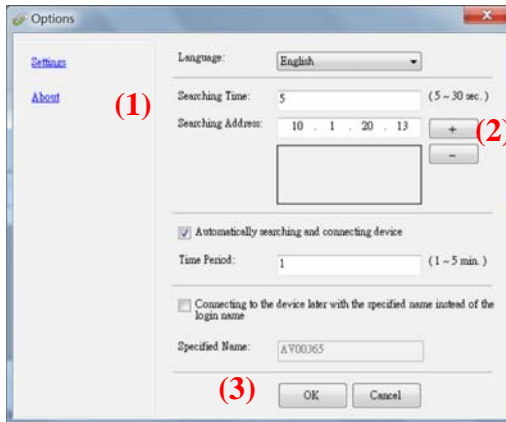 Options
Settings
About
(1)
Language:
English
Searching Time:
5
(5 ~ 30 sec.)
Searching Address:
10 . 1 . 20 . 13
+
(2)
–
Automatically searching and connecting device
Time Period:
1
(1 ~ 5 min.)
Connecting to the device later with the specified name instead of the
login name
Specified Name:
AV00365
(3)
OK
Cancel